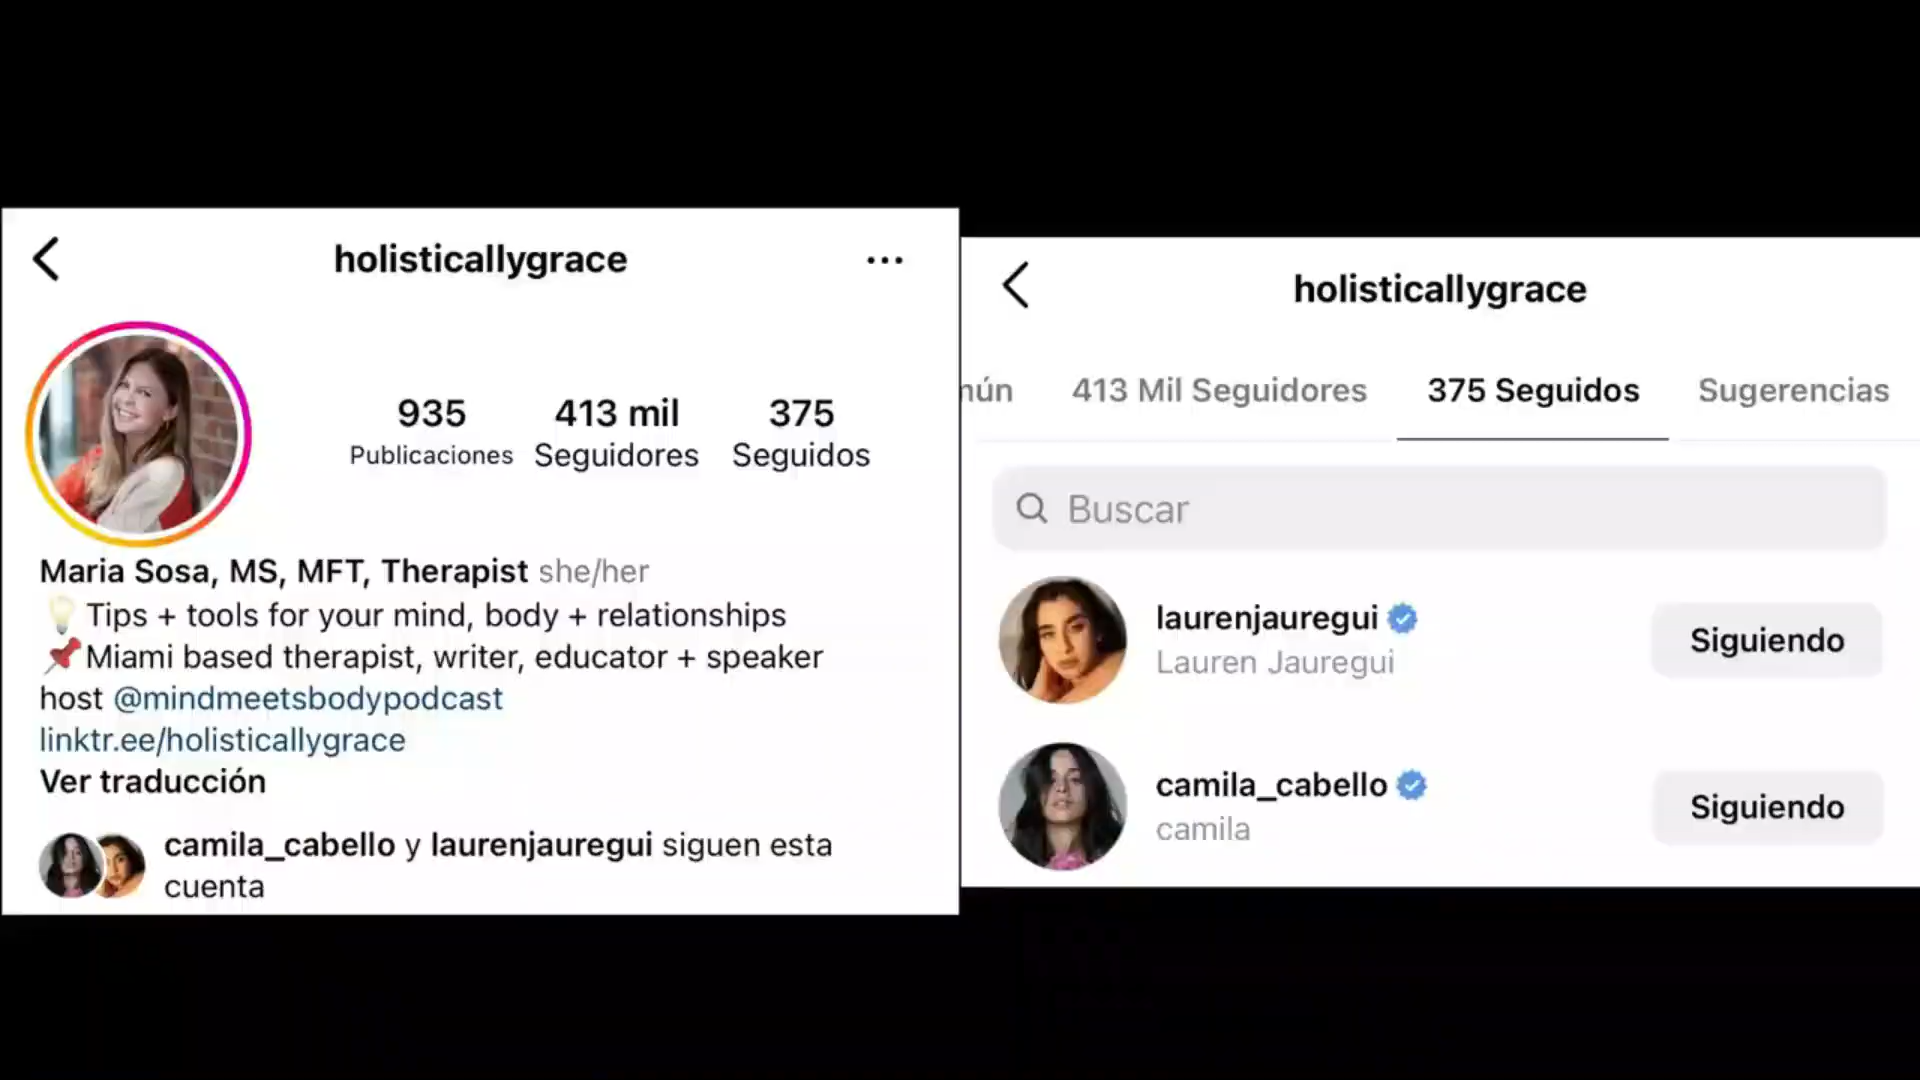 holisticallygrace
935 413 mil 375
Publicaciones Seguidores Seguidos
Maria Sosa, MS, MFT, Therapist she/her
💡 Tips + tools for your mind, body + relationships
📌 Miami based therapist, writer, educator + speaker
host @mindmeetsbodypodcast
linktr.ee/holisticallygrace
Ver traducción
camila_cabello y laurenjauregui siguen esta
cuenta
holisticallygrace
413 Mil Seguidores 375 Seguidos Sugerencias
Buscar
laurenjauregui
Lauren Jauregui
Siguiendo
camila_cabello
camila
Siguiendo